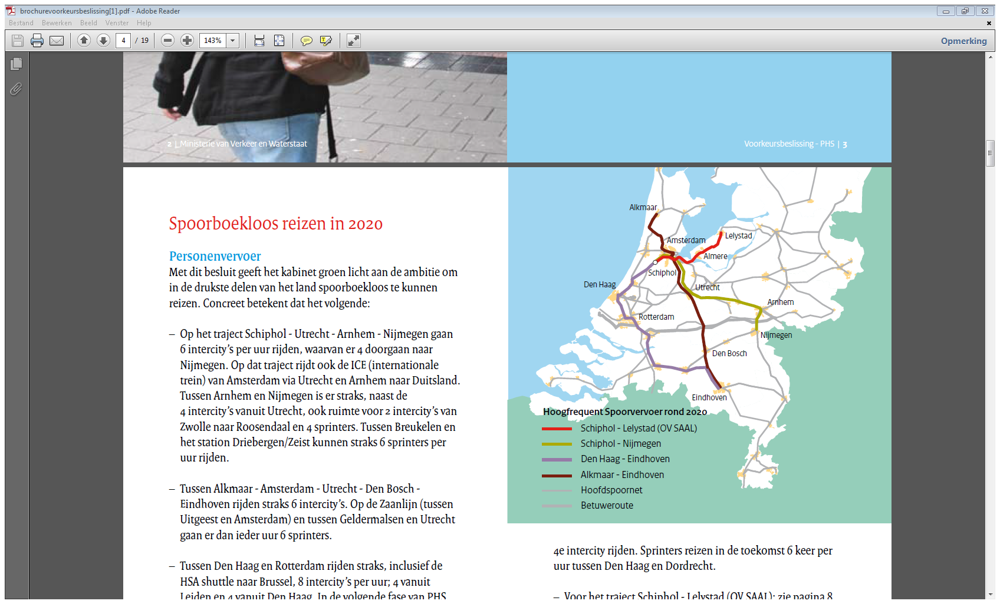 brochurevoorkeursbeslissing[1].pdf - Adobe Reader
Bestand Bewerken Beeld Venster Help
4 / 19 143% Opmerking
2 | Ministerie van Verkeer en Waterstaat
Voorkeursbeslissing – PHS | 3
Spoorboekloos reizen in 2020
Personenvervoer
Met dit besluit geeft het kabinet groen licht aan de ambitie om
in de drukste delen van het land spoorboekloos te kunnen
reizen. Concreet betekent dat het volgende:
– Op het traject Schiphol - Utrecht - Arnhem - Nijmegen gaan
6 intercity’s per uur rijden, waarvan er 4 doorgaan naar
Nijmegen. Op dat traject rijdt ook de ICE (internationale
trein) van Amsterdam via Utrecht en Arnhem naar Duitsland.
Tussen Arnhem en Nijmegen is er straks, naast de
4 intercity’s vanuit Utrecht, ook ruimte voor 2 intercity’s van
Zwolle naar Roosendaal en 4 sprinters. Tussen Breukelen en
het station Driebergen/Zeist kunnen straks 6 sprinters per
uur rijden.
– Tussen Alkmaar - Amsterdam - Utrecht - Den Bosch -
Eindhoven rijden straks 6 intercity’s. Op de Zaanlijn (tussen
Uitgeest en Amsterdam) en tussen Geldermalsen en Utrecht
gaan er dan ieder uur 6 sprinters.
– Tussen Den Haag en Rotterdam rijden straks, inclusief de
HSA shuttle naar Brussel, 8 intercity’s per uur; 4 vanuit
Leiden en 4 vanuit Den Haag. In de volgende fase van PHS
Alkmaar
Amsterdam
Lelystad
Almere
Schiphol
Den Haag
Utrecht
Arnhem
Rotterdam
Nijmegen
Den Bosch
Eindhoven
Hoogfrequent Spoorvervoer rond 2020
Schiphol - Lelystad (OV SAAL)
Schiphol - Nijmegen
Den Haag - Eindhoven
Alkmaar - Eindhoven
Hoofdspoornet
Betuweroute
4e intercity rijden. Sprinters reizen in de toekomst 6 keer per
uur tussen Den Haag en Dordrecht.
– Voor het traject Schiphol - Lelystad (OV SAAL): zie pagina 8